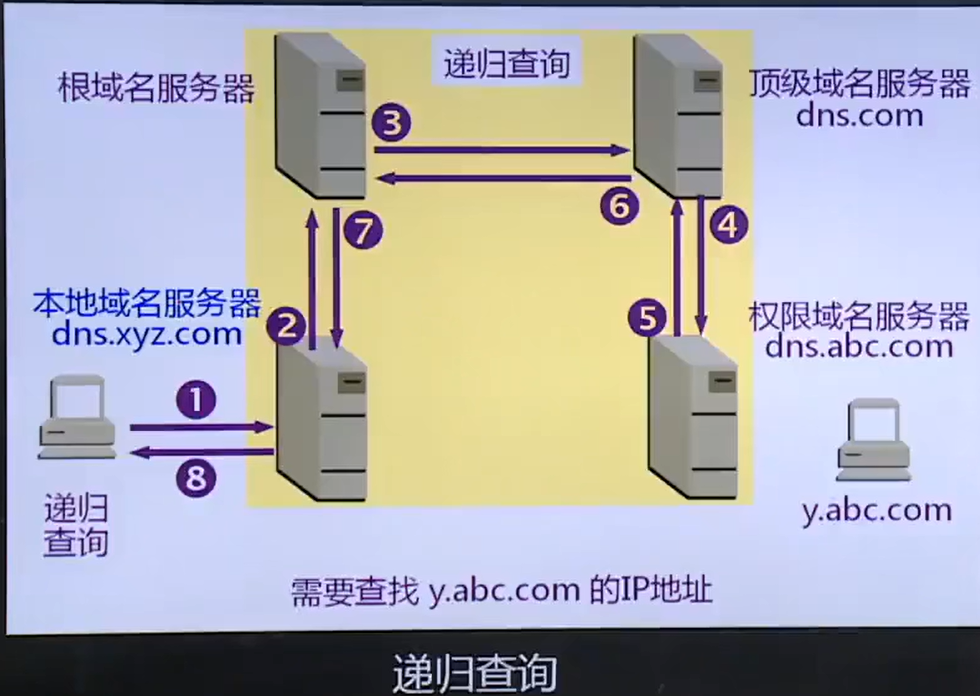 递归查询
根域名服务器
顶级域名服务器
dns.com
3
6
7
4
本地域名服务器
dns.xyz.com
2
5
权限域名服务器
dns.abc.com
1
8
递归
查询
y.abc.com
需要查找 y.abc.com 的IP地址
递归查询